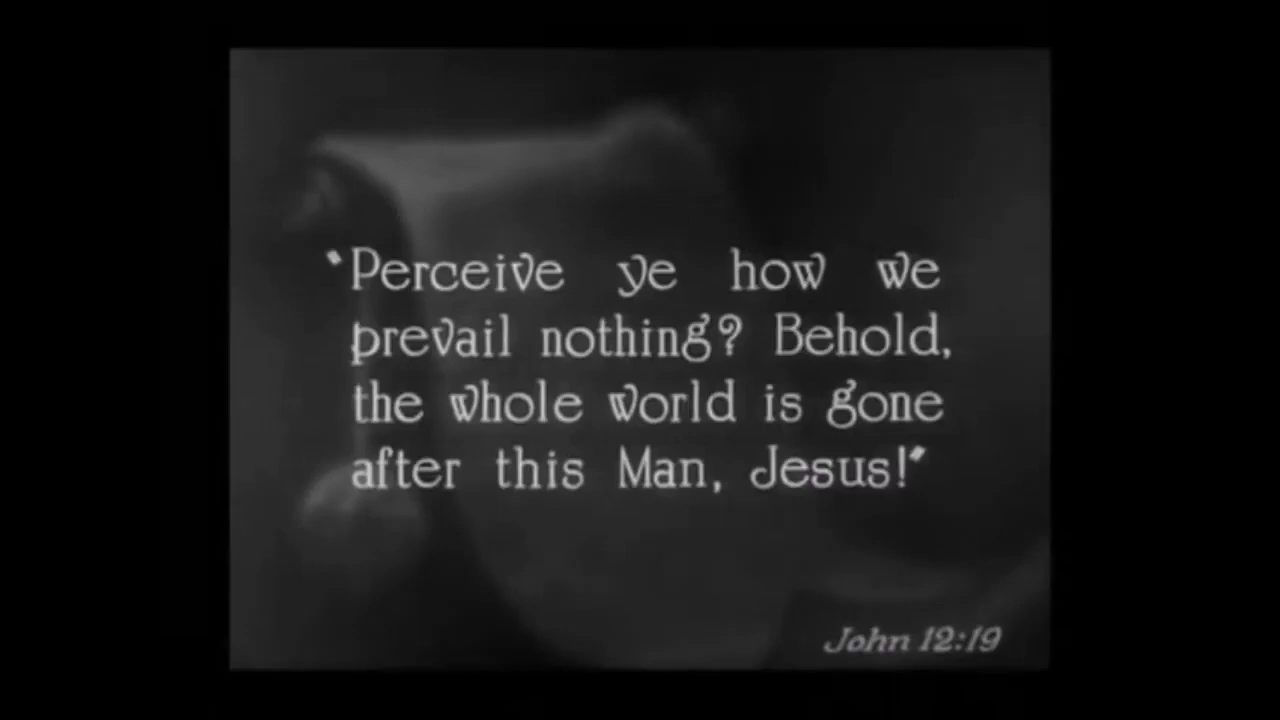 "Perceive ye how we
prevail nothing? Behold,
the whole world is gone
after this Man, Jesus!"
John 12:19